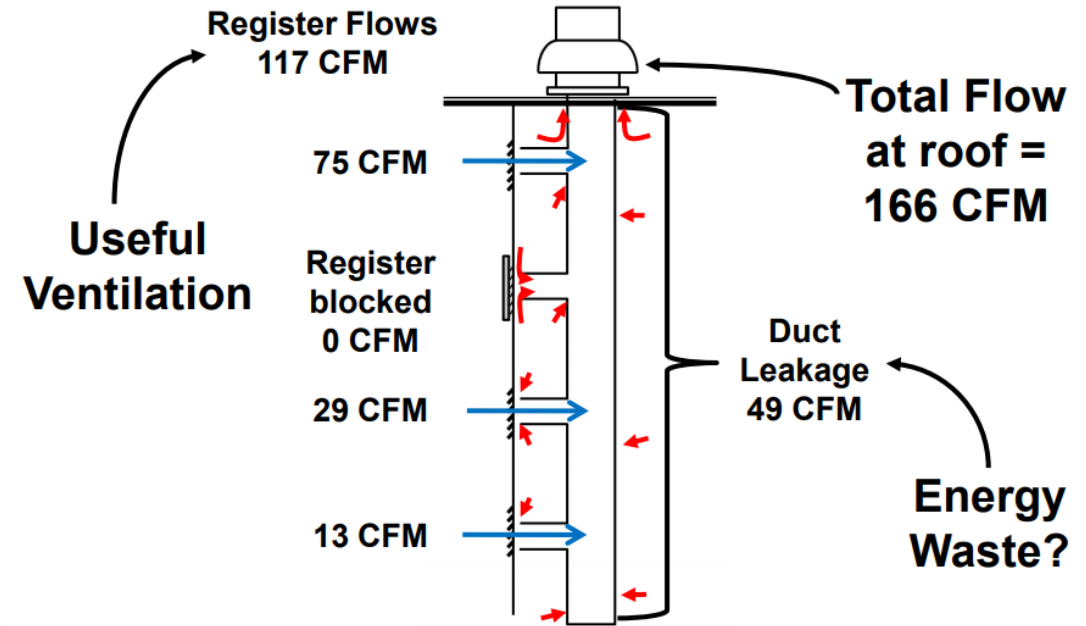 Register Flows
117 CFM
Total Flow
at roof =
166 CFM
75 CFM
Useful
Ventilation
Register
blocked
0 CFM
Duct
Leakage
49 CFM
29 CFM
Energy
Waste?
13 CFM